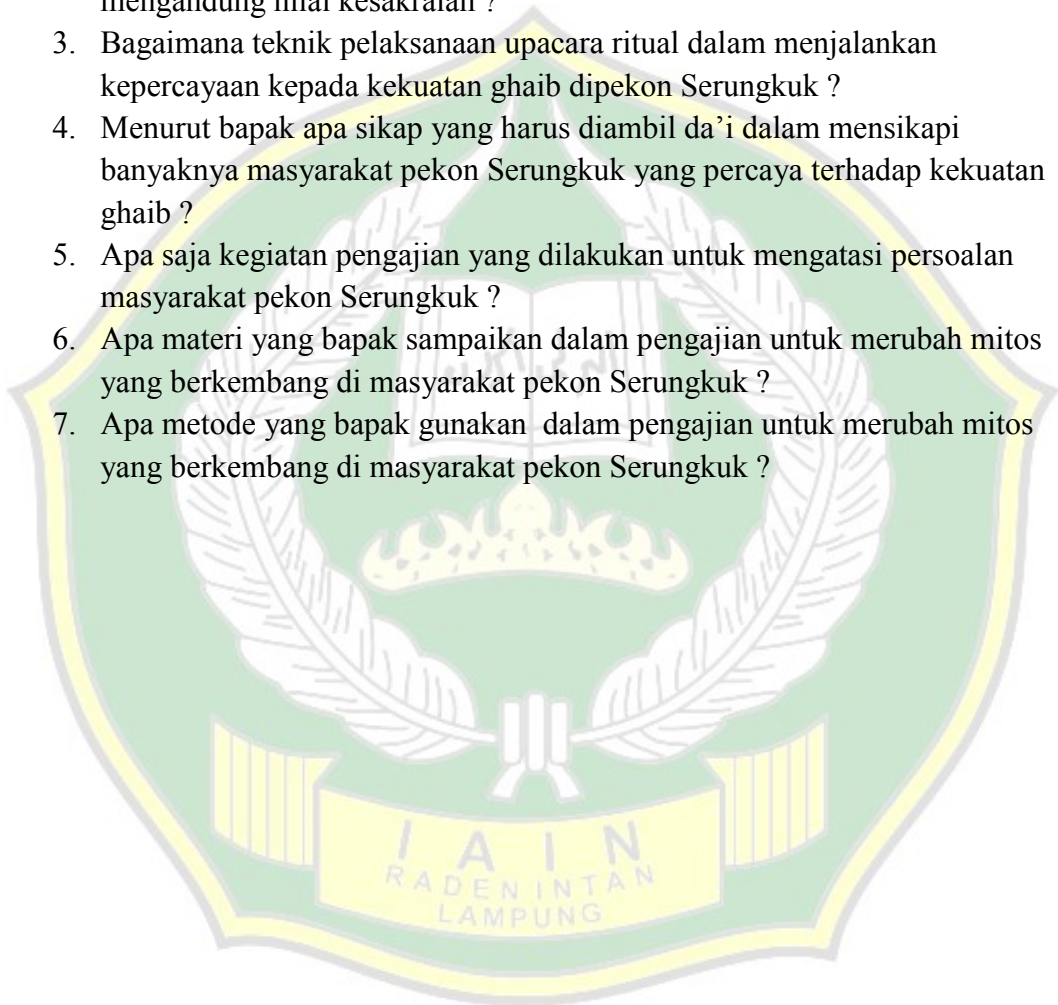 mengandung nilai kesakralan ?
3. Bagaimana teknik pelaksanaan upacara ritual dalam menjalankan
kepercayaan kepada kekuatan ghaib dipekon Serungkuk ?
4. Menurut bapak apa sikap yang harus diambil da’i dalam mensikapi
banyaknya masyarakat pekon Serungkuk yang percaya terhadap kekuatan
ghaib ?
5. Apa saja kegiatan pengajian yang dilakukan untuk mengatasi persoalan
masyarakat pekon Serungkuk ?
6. Apa materi yang bapak sampaikan dalam pengajian untuk merubah mitos
yang berkembang di masyarakat pekon Serungkuk ?
7. Apa metode yang bapak gunakan  dalam pengajian untuk merubah mitos
yang berkembang di masyarakat pekon Serungkuk ?
I A I N
RADEN INTAN
LAMPUNG